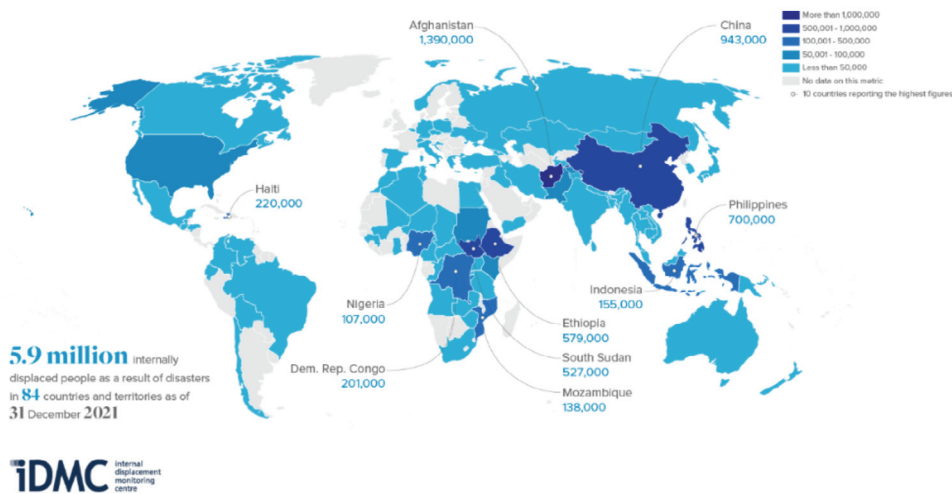 Afghanistan
1,390,000
China
943,000
More than 1,000,000
500,001 - 1,000,000
100,001 - 500,000
50,001 - 100,000
Less than 50,000
No data on this metric
10 countries reporting the highest figures
Haiti
220,000
Philippines
700,000
Indonesia
155,000
Nigeria
107,000
Ethiopia
579,000
South Sudan
527,000
Dem. Rep. Congo
201,000
Mozambique
138,000
5.9 million internally
displaced people as a result of disasters
in 84 countries and territories as of
31 December 2021
iDMC
internal
displacement
monitoring
centre